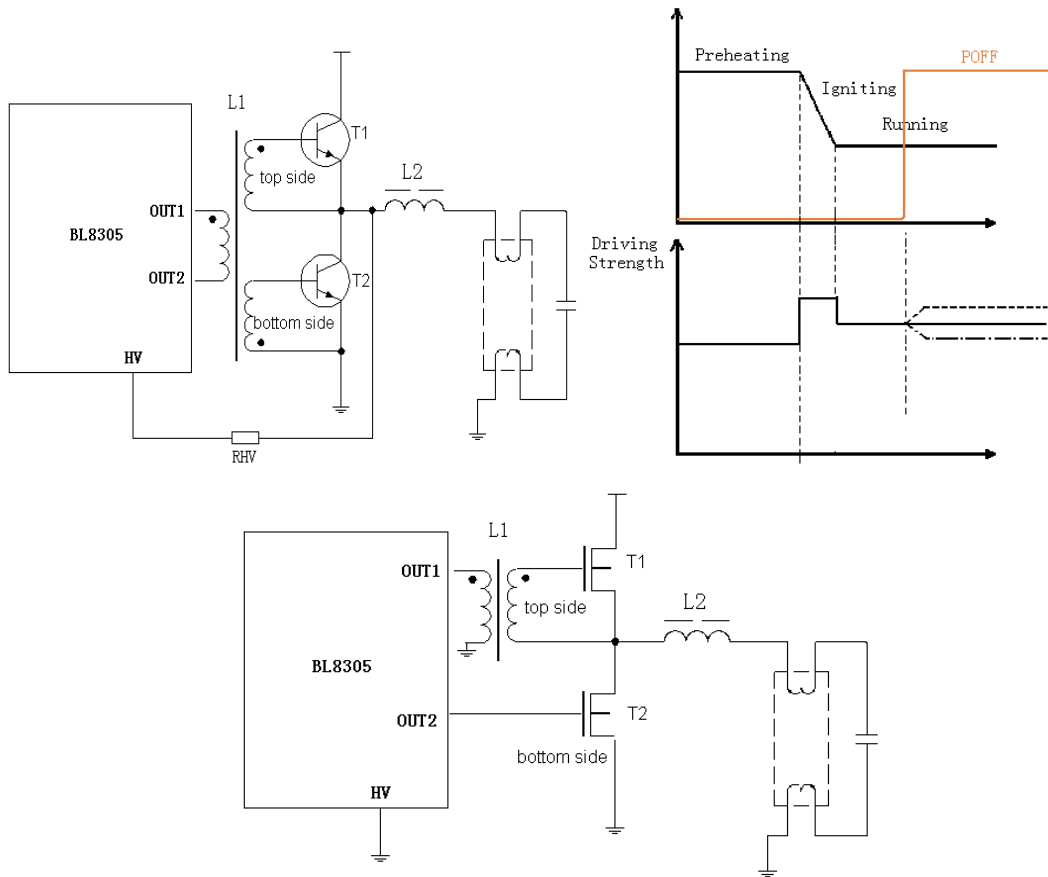 L1
T1
top side
OUT1
BL8305
OUT2
T2
bottom side
HV
RHV
L2
Preheating
POFF
Igniting
Running
Driving
Strength
L1
OUT1
T1
top side
BL8305
OUT2
T2
bottom side
HV
L2